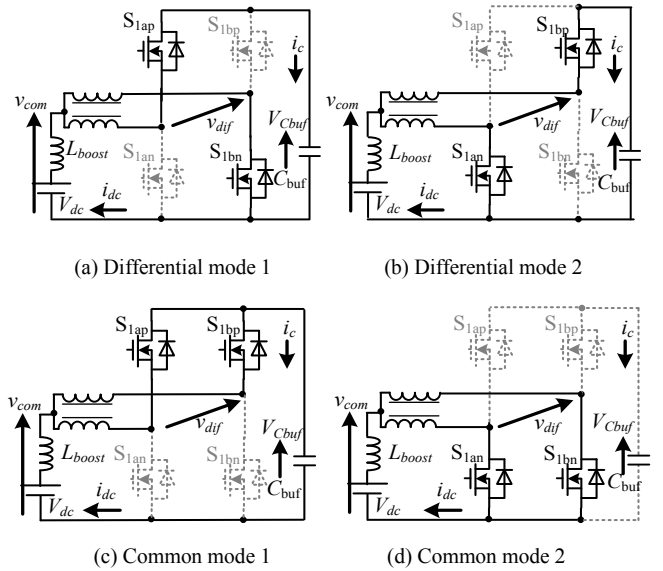 S1ap
S1bp
ic
vcom
vdif
VCbuf
Lboost
S1an
S1bn
Cbuf
Vdc
idc
(a) Differential mode 1
S1ap
S1bp
ic
vcom
vdif
VCbuf
Lboost
S1an
S1bn
Cbuf
Vdc
idc
(b) Differential mode 2
S1ap
S1bp
ic
vcom
vdif
VCbuf
Lboost
S1an
S1bn
Cbuf
Vdc
idc
(c) Common mode 1
S1ap
S1bp
ic
vcom
vdif
VCbuf
Lboost
S1an
S1bn
Cbuf
Vdc
idc
(d) Common mode 2